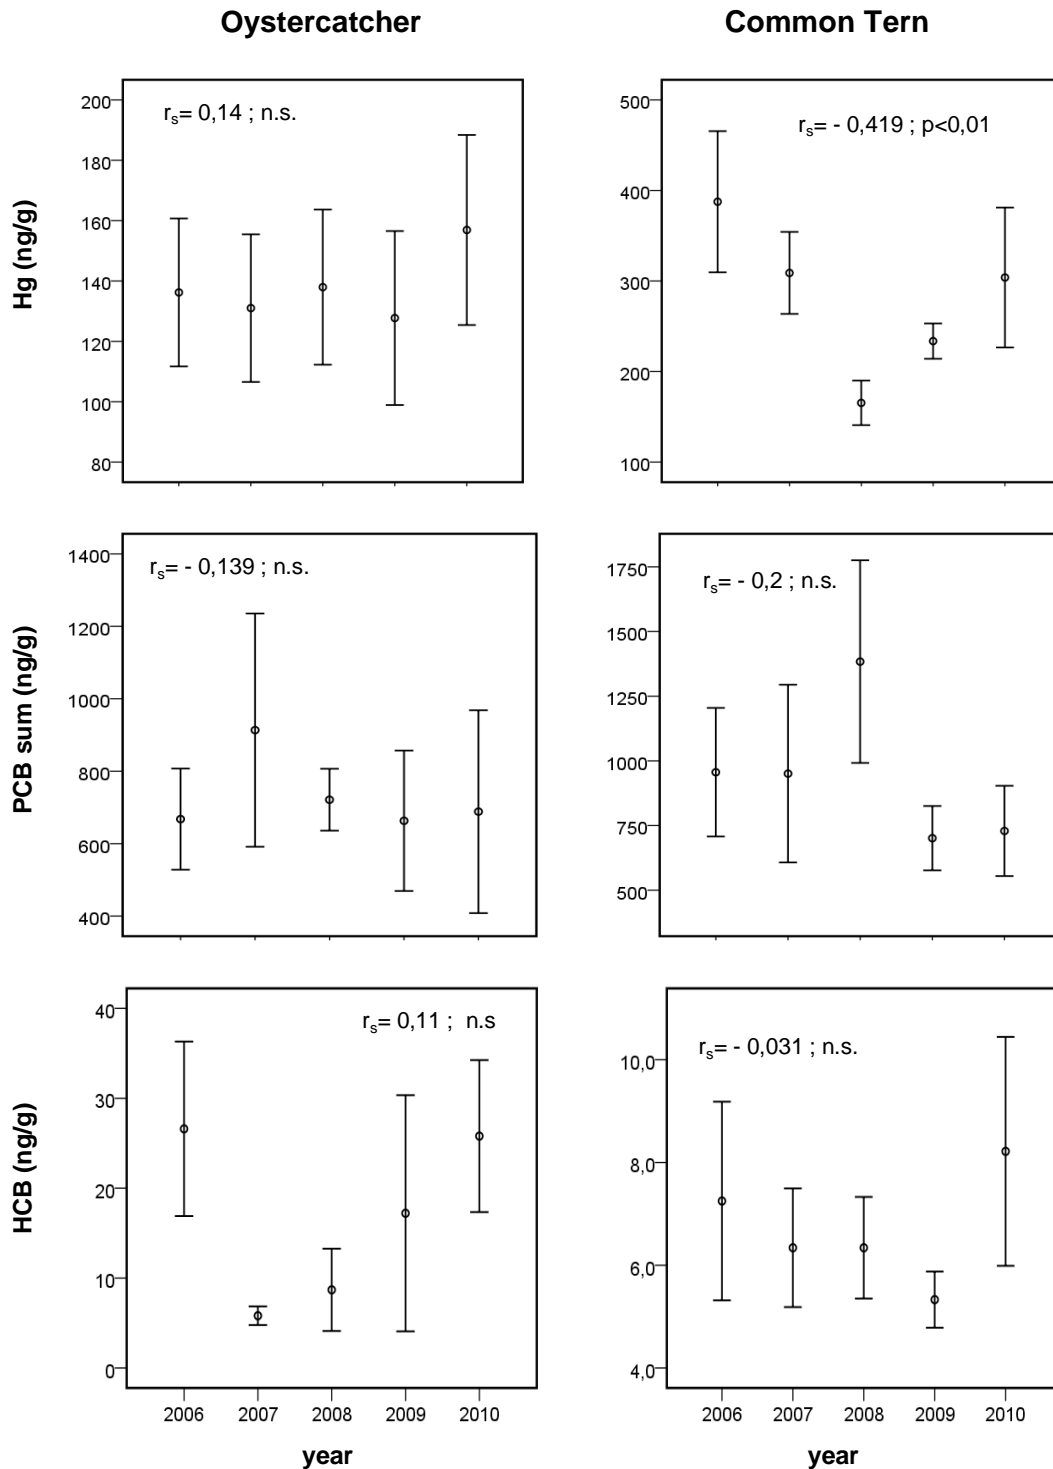 Oystercatcher
Common Tern
Hg (ng/g)
200
180
160
140
120
100
80
rs= 0,14 ; n.s.
500
400
300
200
100
rs= - 0,419 ; p<0,01
PCB sum (ng/g)
1400
1200
1000
800
600
400
rs= - 0,139 ; n.s.
1750
1500
1250
1000
750
500
rs= - 0,2 ; n.s.
HCB (ng/g)
40
30
20
10
0
rs= 0,11 ; n.s
2006 2007 2008 2009 2010
year
10,0
8,0
6,0
4,0
rs= - 0,031 ; n.s.
2006 2007 2008 2009 2010
year